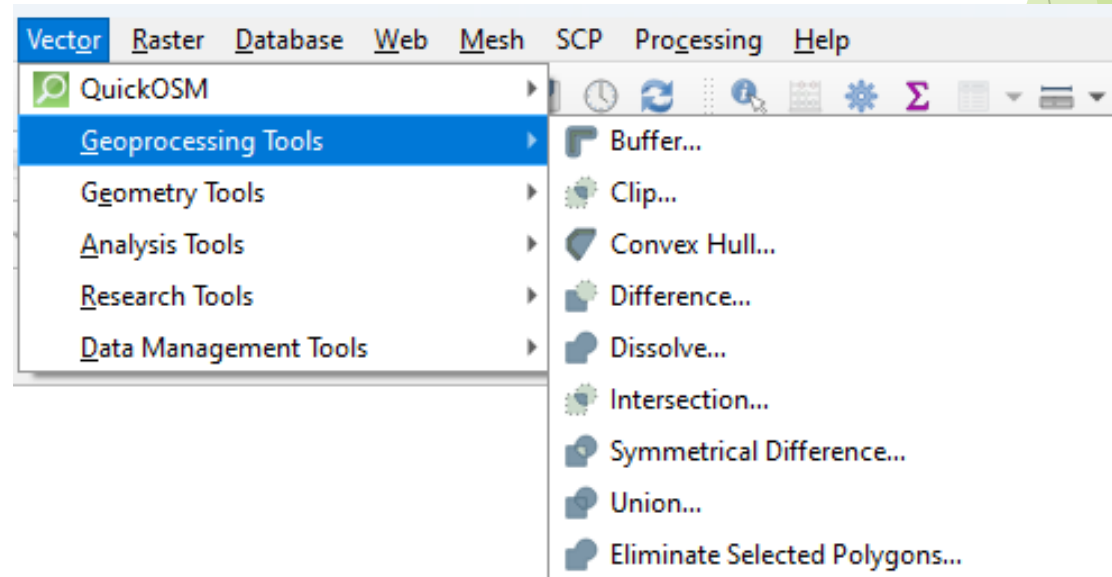 Vector Raster Database Web Mesh SCP Processing Help
QuickOSM
Geoprocessing Tools
Geometry Tools
Analysis Tools
Research Tools
Data Management Tools
Buffer...
Clip...
Convex Hull...
Difference...
Dissolve...
Intersection...
Symmetrical Difference...
Union...
Eliminate Selected Polygons...